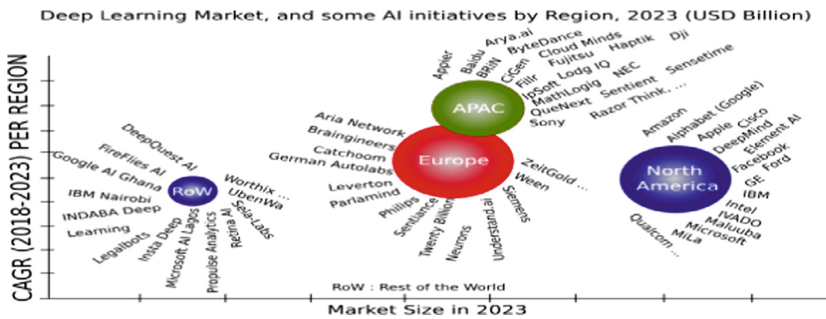 Deep Learning Market, and some AI initiatives by Region, 2023 (USD Billion)
CAGR (2018-2023) PER REGION
DeepQuest AI
FireFlies AI
Google AI Ghana
IBM Nairobi
INDABA Deep
Learning
Legalbots
Insta Deep
Microsoft AI Lagos
Propulse Analytics
Retina AI
Sela-Labs
UbenWa
Worthix ...
RoW
Aria Network
Braingineers
Catchoom
German Autolabs
Leverton
Parlamind
Philips
Sentiance
Twenty Billion
Neurons
Understand.ai
Siemens
Ween
ZeitGold ...
Europe
Appier
Baidu
BRIN
Arya.ai
CiGen
ByteDance
Fillr
Cloud Minds
Fujitsu
Haptik
Dji
IpSoft
Lodg IQ
MathLogig
NEC
Sensetime
QueNext
Sentient
Sony
Razor Think, ...
APAC
Amazon
Alphabet (Google)
Apple
Cisco
DeepMind
Element AI
Facebook
Ford
GE
IBM
Intel
IVADO
Maluuba
Microsoft
MiLa
Qualcom ...
North
America
RoW : Rest of the World
Market Size in 2023